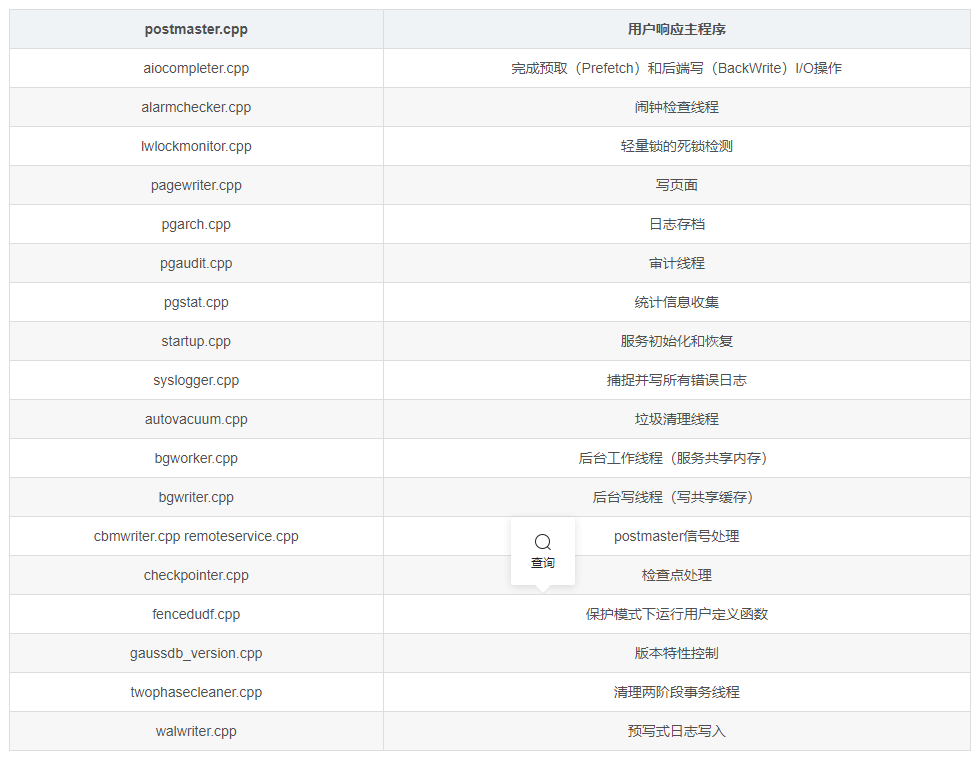 postmaster.cpp 用户响应主程序
aiocompleter.cpp 完成预取（Prefetch）和后端写（BackWrite）I/O操作
alarmchecker.cpp 闹钟检查线程
lwlockmonitor.cpp 轻量锁的死锁检测
pagewriter.cpp 写页面
pgarch.cpp 日志存档
pgaudit.cpp 审计线程
pgstat.cpp 统计信息收集
startup.cpp 服务初始化和恢复
syslogger.cpp 捕捉并写所有错误日志
autovacuum.cpp 垃圾清理线程
bgworker.cpp 后台工作线程（服务共享内存）
bgwriter.cpp 后台写线程（写共享缓存）
cbmwriter.cpp remoteservice.cpp postmaster信号处理
查询
checkpointer.cpp 检查点处理
fencedudf.cpp 保护模式下运行用户定义函数
gaussdb_version.cpp 版本特性控制
twophasecleaner.cpp 清理两阶段事务线程
walwriter.cpp 预写式日志写入